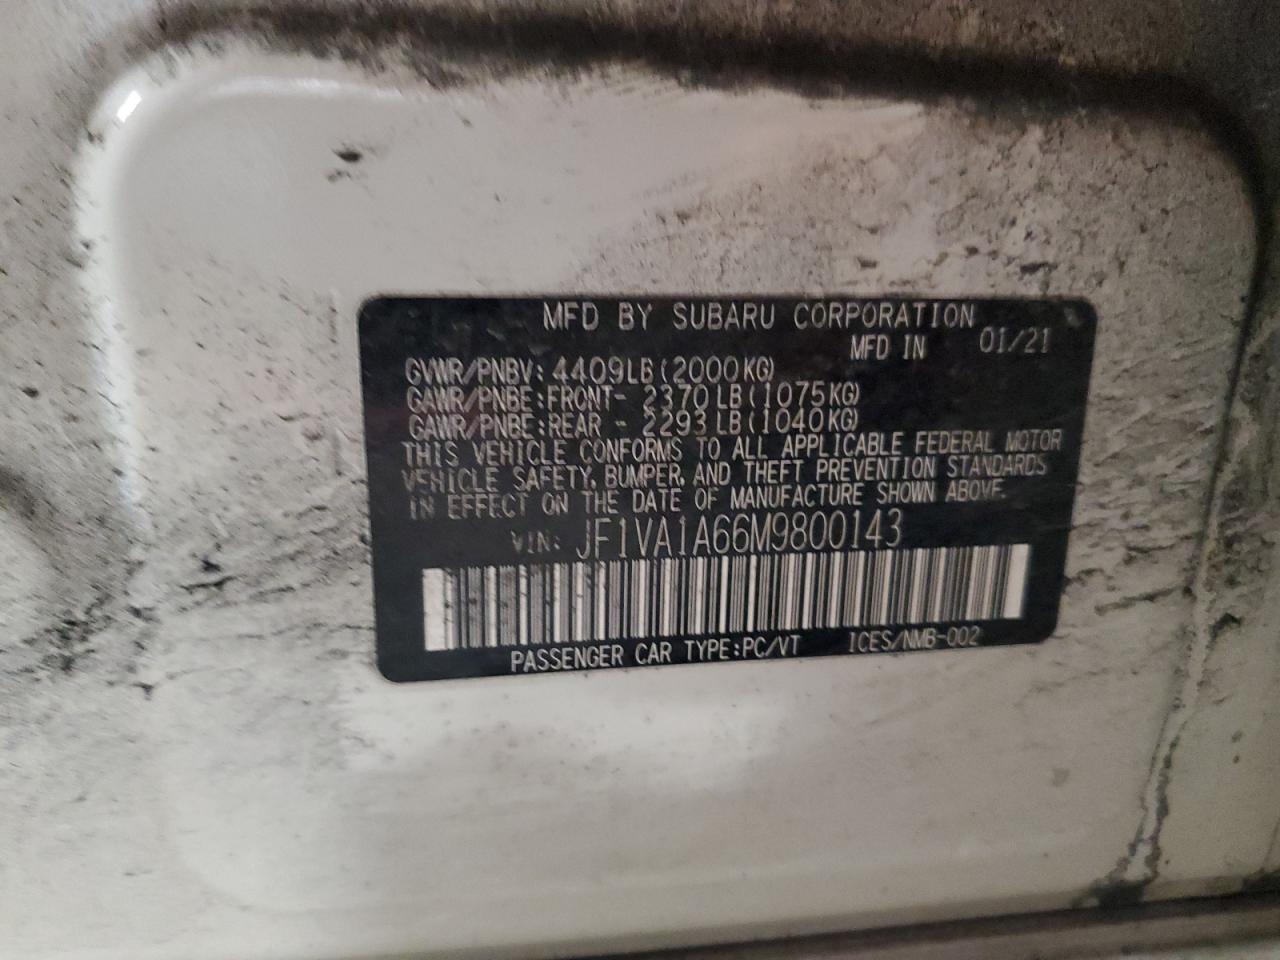 MFD BY SUBARU CORPORATION
MFD IN 01/21
GVWR/PNBV: 4409LB(2000KG)
GAWR/PNBE:FRONT- 2370LB(1075KG)
GAWR/PNBE:REAR - 2293LB(1040KG)
THIS VEHICLE CONFORMS TO ALL APPLICABLE FEDERAL MOTOR
VEHICLE SAFETY, BUMPER, AND THEFT PREVENTION STANDARDS
IN EFFECT ON THE DATE OF MANUFACTURE SHOWN ABOVE.
VIN: JF1VA1A66M9800143
PASSENGER CAR TYPE:PC/VT ICES/NMB-002